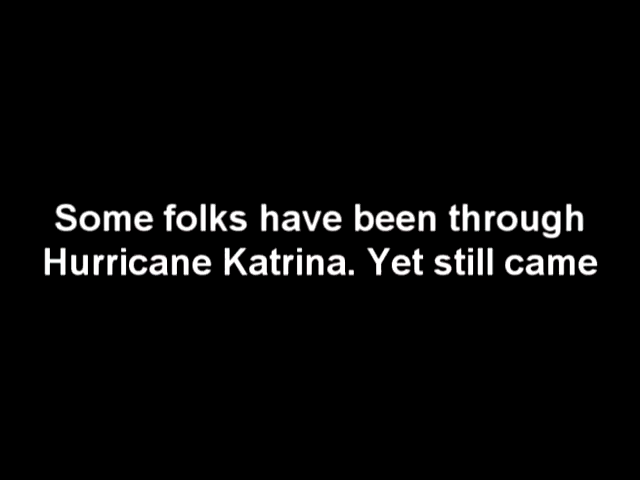 Some folks have been through
Hurricane Katrina. Yet still came